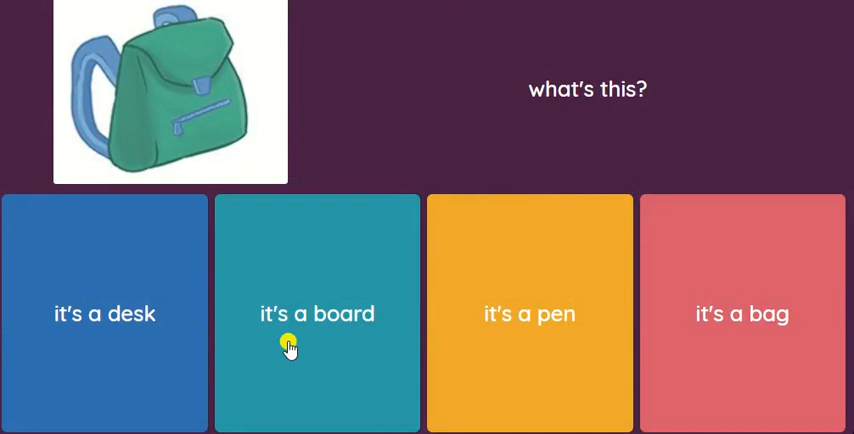 what's this?
it's a desk
it's a board
it's a pen
it's a bag